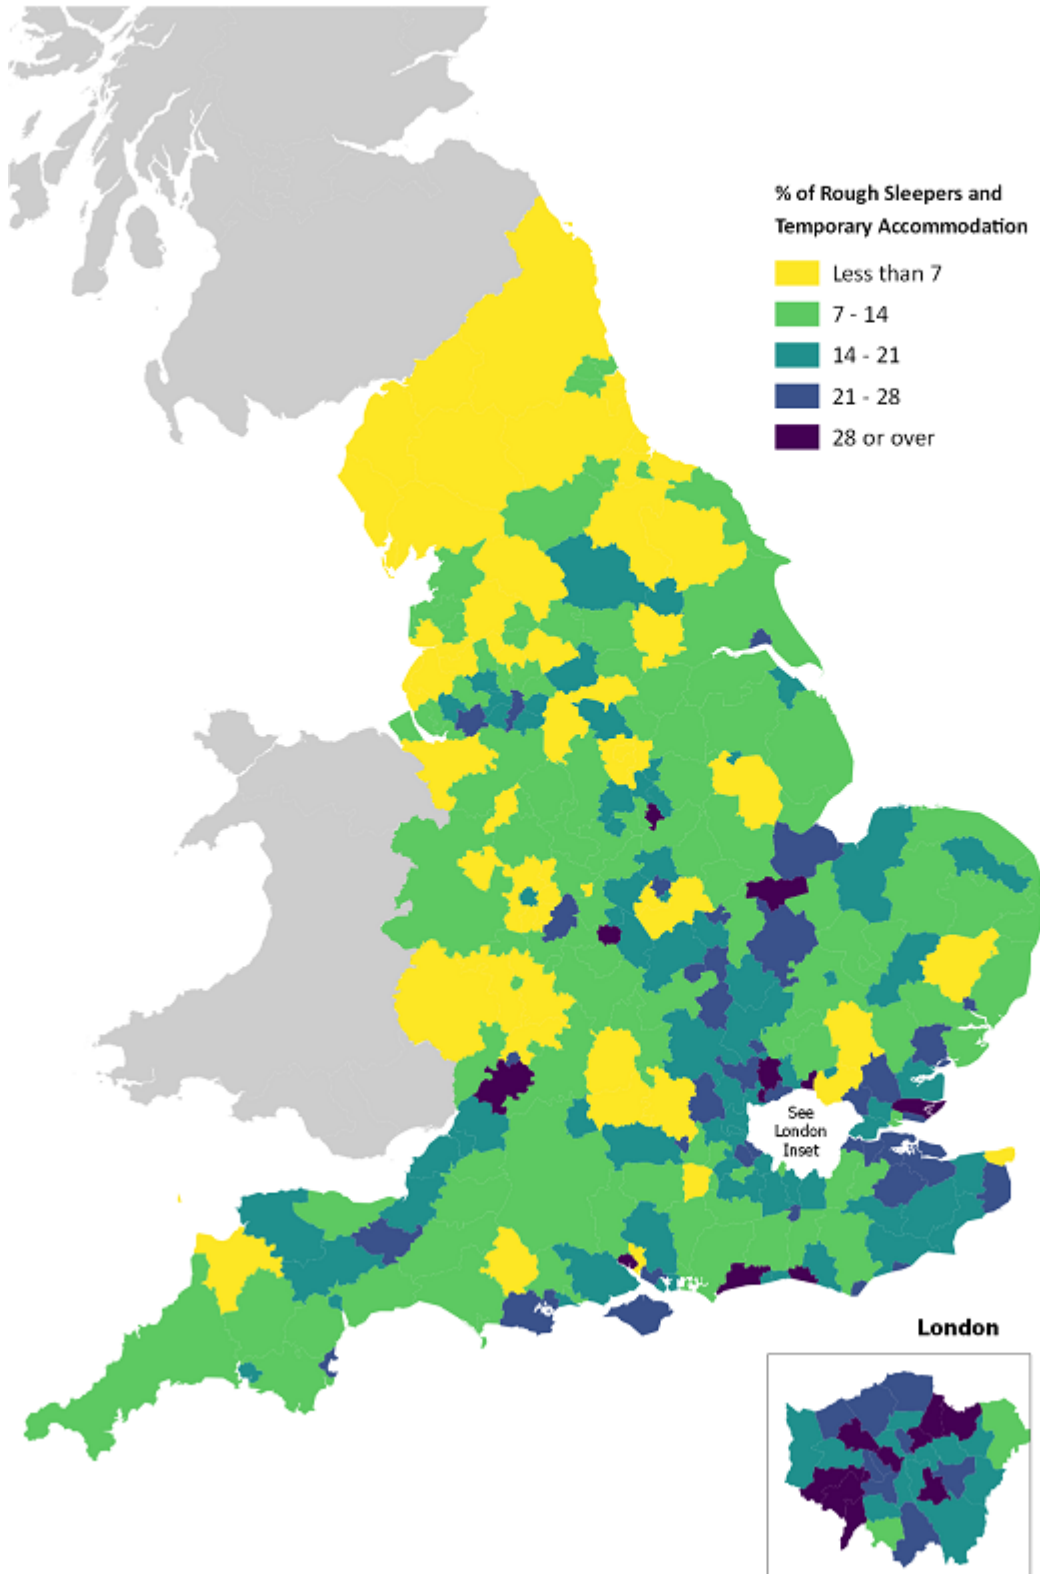 % of Rough Sleepers and
Temporary Accommodation
Less than 7
7 - 14
14 - 21
21 - 28
28 or over
See
London
Inset
London